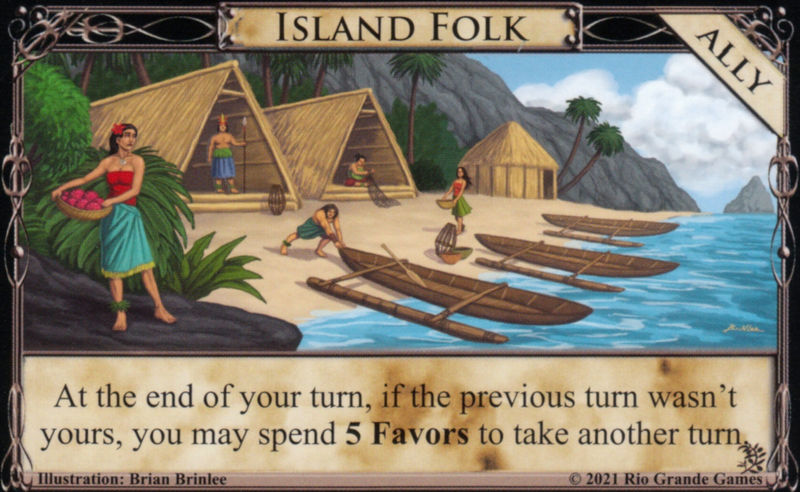 ISLAND FOLK
ALLY
At the end of your turn, if the previous turn wasn't
yours, you may spend 5 Favors to take another turn.
Illustration: Brian Brinlee
© 2021 Rio Grande Games